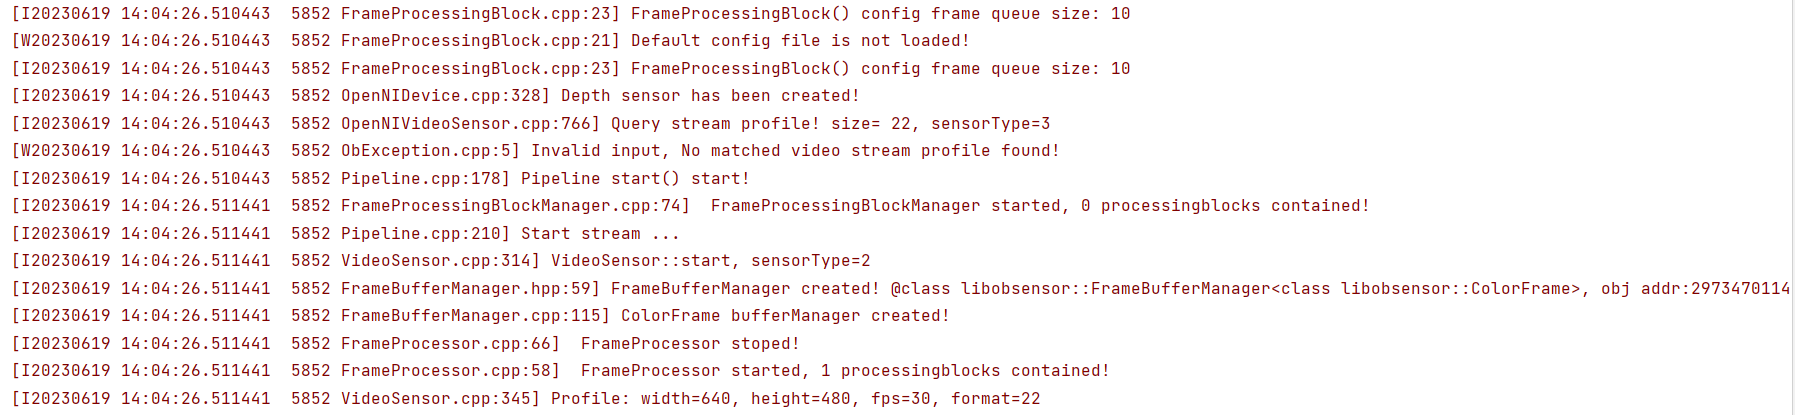 [I20230619 14:04:26.510443  5852 FrameProcessingBlock.cpp:23] FrameProcessingBlock() config frame queue size: 10
[W20230619 14:04:26.510443  5852 FrameProcessingBlock.cpp:21] Default config file is not loaded!
[I20230619 14:04:26.510443  5852 FrameProcessingBlock.cpp:23] FrameProcessingBlock() config frame queue size: 10
[I20230619 14:04:26.510443  5852 OpenNIDevice.cpp:328] Depth sensor has been created!
[I20230619 14:04:26.510443  5852 OpenNIVideoSensor.cpp:766] Query stream profile! size= 22, sensorType=3
[W20230619 14:04:26.510443  5852 ObException.cpp:5] Invalid input, No matched video stream profile found!
[I20230619 14:04:26.510443  5852 Pipeline.cpp:178] Pipeline start() start!
[I20230619 14:04:26.511441  5852 FrameProcessingBlockManager.cpp:74]  FrameProcessingBlockManager started, 0 processingblocks contained!
[I20230619 14:04:26.511441  5852 Pipeline.cpp:210] Start stream ...
[I20230619 14:04:26.511441  5852 VideoSensor.cpp:314] VideoSensor::start, sensorType=2
[I20230619 14:04:26.511441  5852 FrameBufferManager.hpp:59] FrameBufferManager created! @class libobsensor::FrameBufferManager<class libobsensor::ColorFrame>, obj addr:2973470114
[I20230619 14:04:26.511441  5852 FrameBufferManager.cpp:115] ColorFrame bufferManager created!
[I20230619 14:04:26.511441  5852 FrameProcessor.cpp:66]  FrameProcessor stoped!
[I20230619 14:04:26.511441  5852 FrameProcessor.cpp:58]  FrameProcessor started, 1 processingblocks contained!
[I20230619 14:04:26.511441  5852 VideoSensor.cpp:345] Profile: width=640, height=480, fps=30, format=22